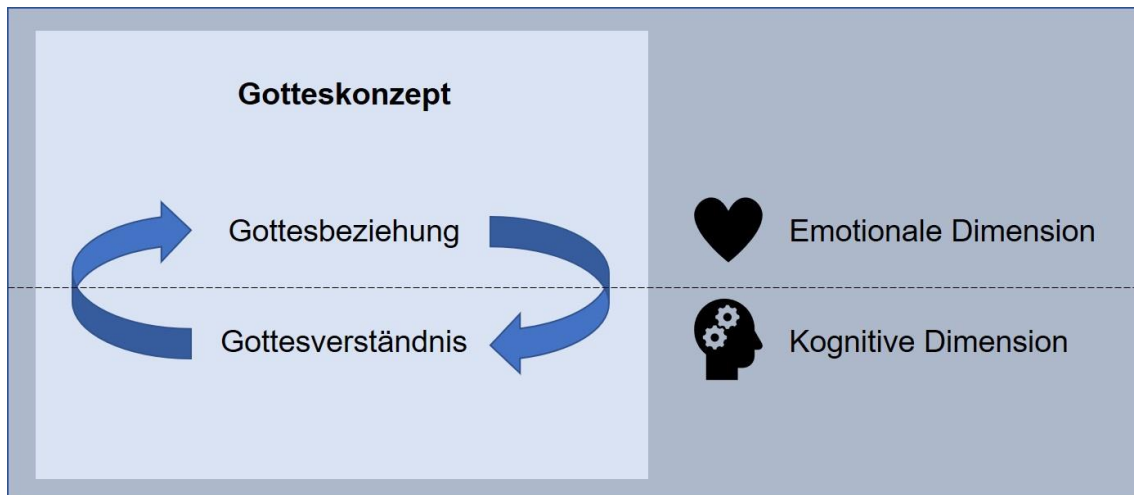 Gotteskonzept
Gottesbeziehung
Emotionale Dimension
Gottesverständnis
Kognitive Dimension